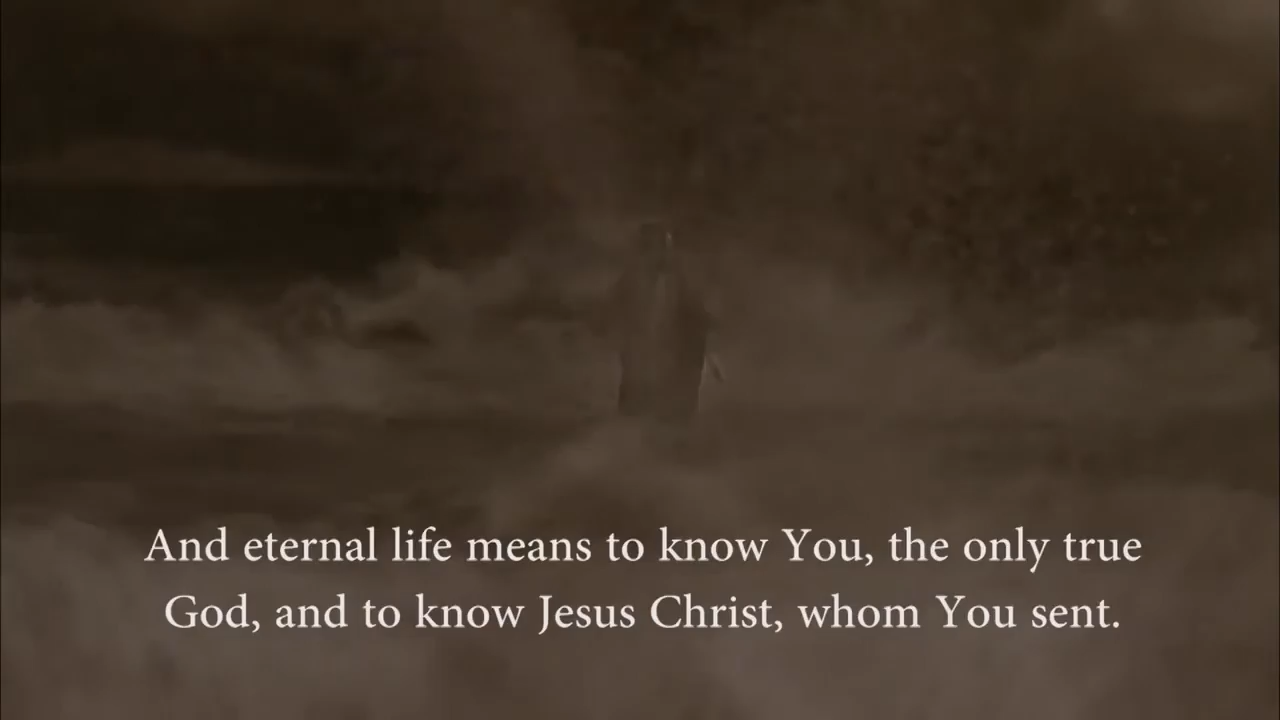 And eternal life means to know You, the only true
God, and to know Jesus Christ, whom You sent.